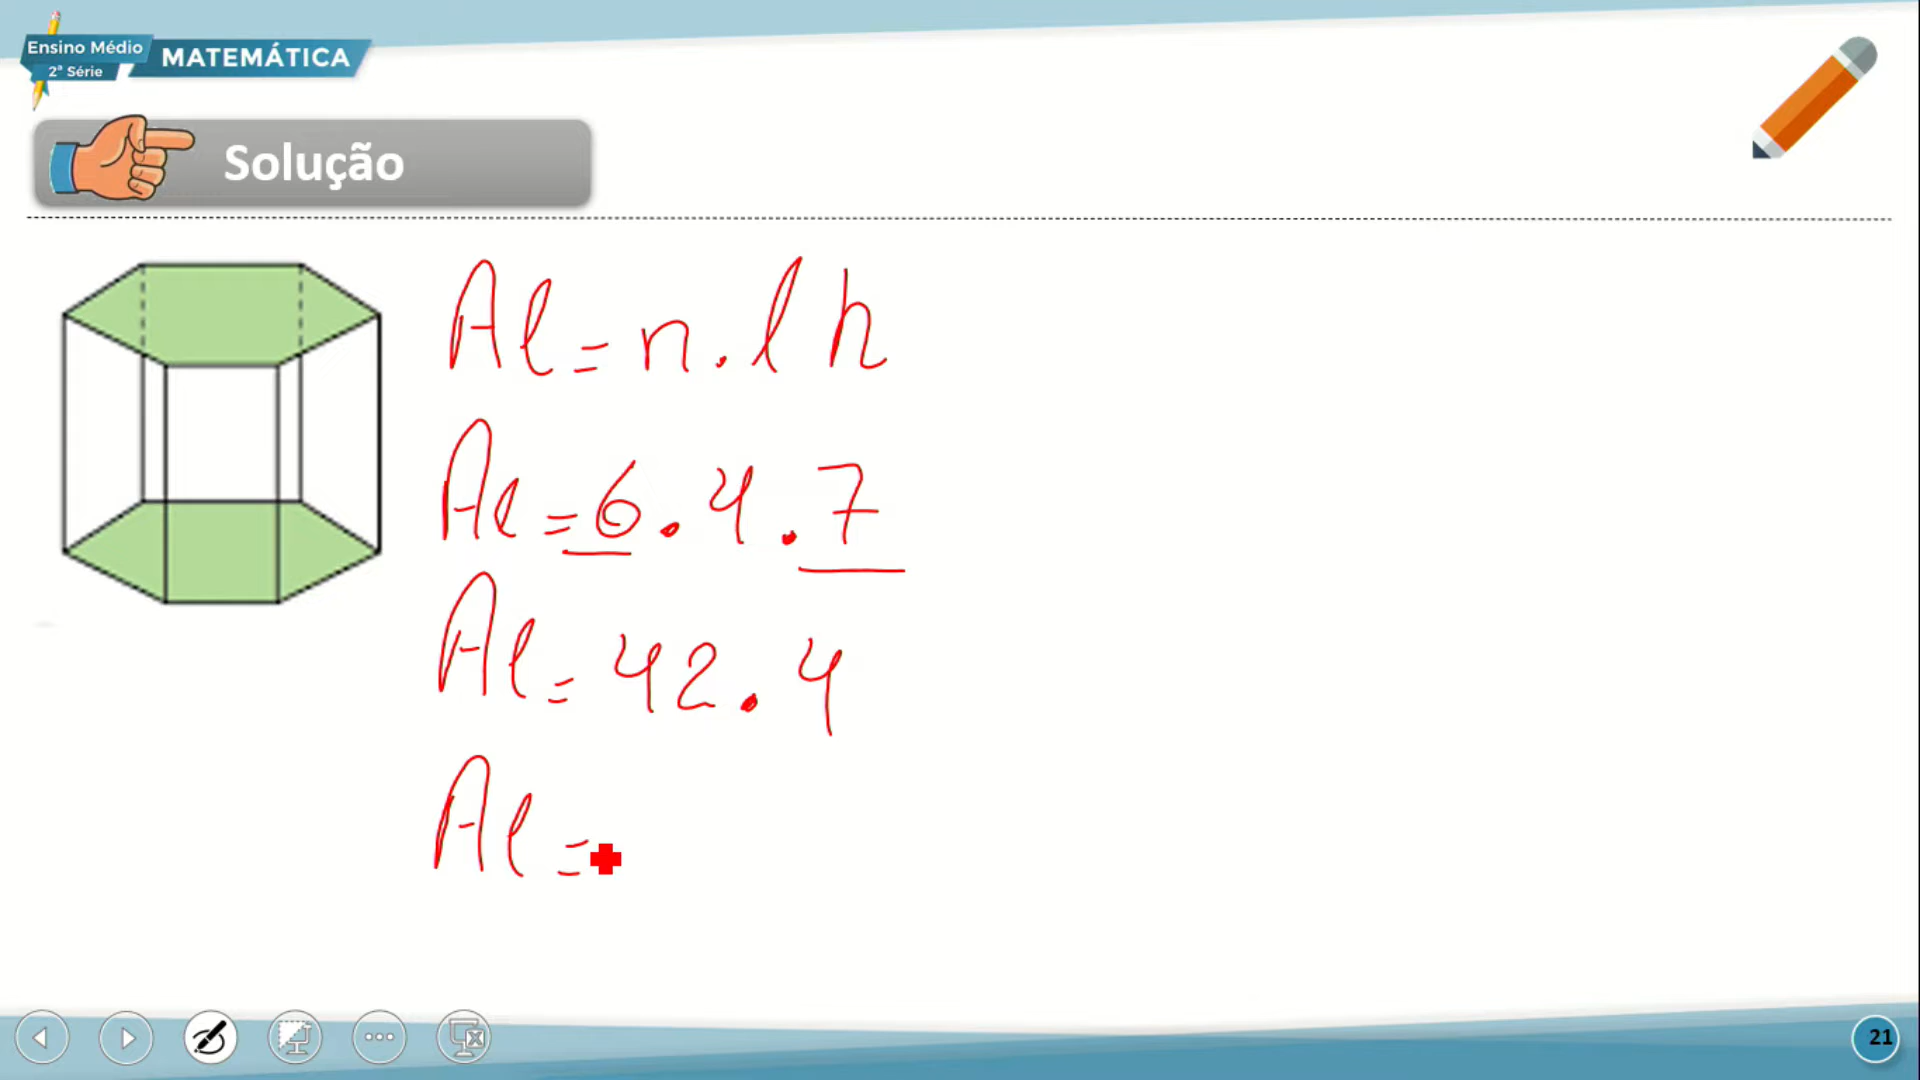 Ensino Médio
2ª Série
MATEMÁTICA
Solução
Al = n . l h
Al = 6 . 4 . 7
Al = 42 . 4
Al =
21